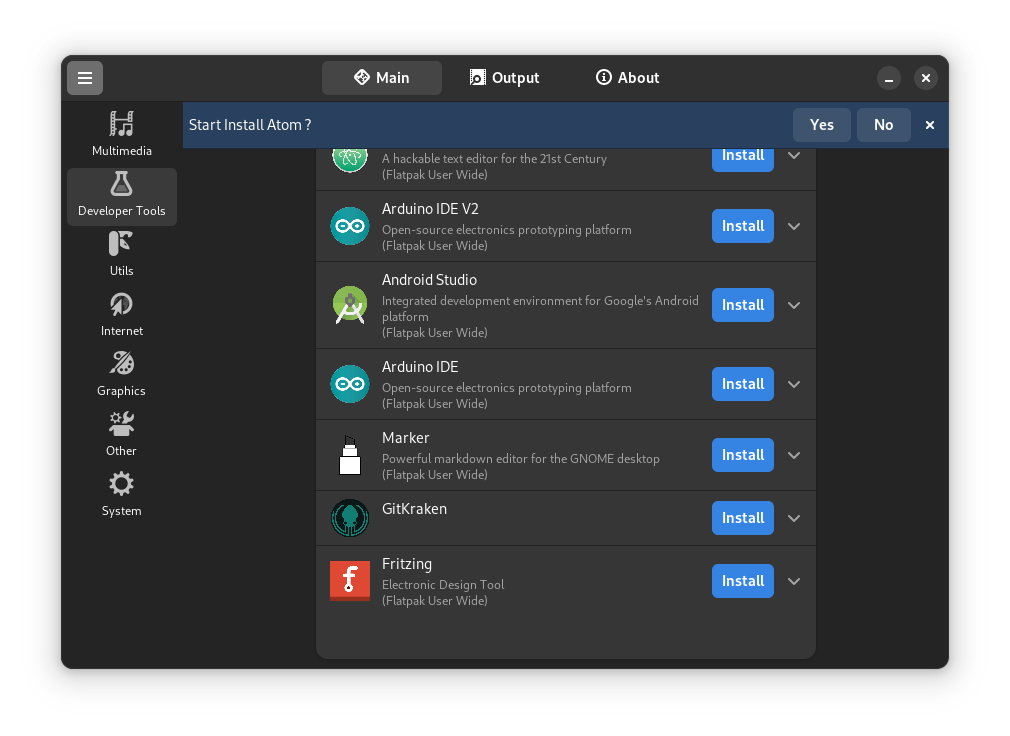 Main
Output
About
Multimedia
Developer Tools
Utils
Internet
Graphics
Other
System
Start Install Atom ?
Yes
No
A hackable text editor for the 21st Century
(Flatpak User Wide)
Install
Arduino IDE V2
Open-source electronics prototyping platform
(Flatpak User Wide)
Install
Android Studio
Integrated development environment for Google's Android
platform
(Flatpak User Wide)
Install
Arduino IDE
Open-source electronics prototyping platform
(Flatpak User Wide)
Install
Marker
Powerful markdown editor for the GNOME desktop
(Flatpak User Wide)
Install
GitKraken
Install
Fritzing
Electronic Design Tool
(Flatpak User Wide)
Install